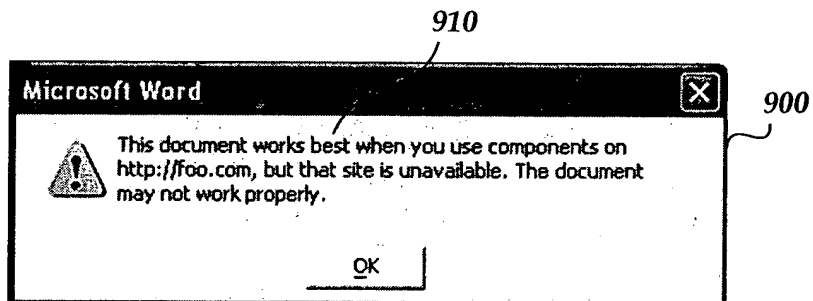 910
Microsoft Word
900
This document works best when you use components on
http://foo.com, but that site is unavailable. The document
may not work properly.
OK